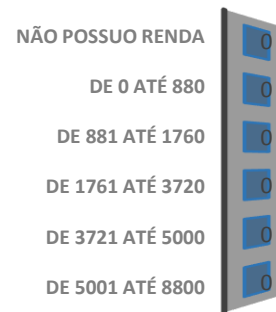 NÃO POSSUO RENDA 0
DE 0 ATÉ 880 0
DE 881 ATÉ 1760 0
DE 1761 ATÉ 3720 0
DE 3721 ATÉ 5000 0
DE 5001 ATÉ 8800 0